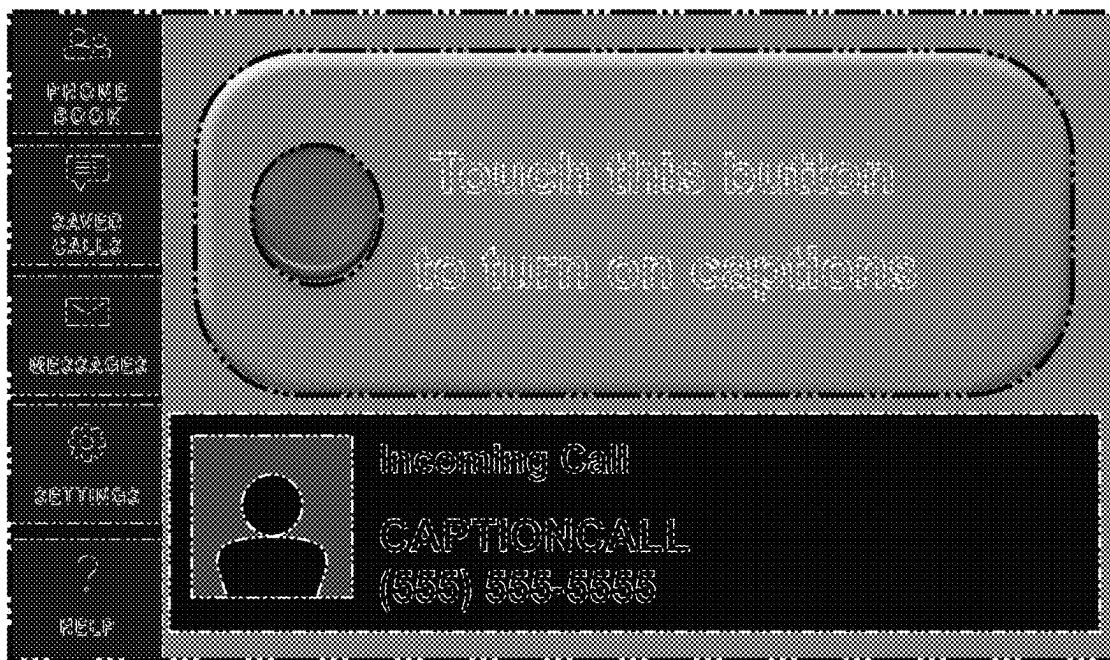 PHONE
BOOK
SAVED
CALLS
MESSAGES
SETTINGS
HELP
Touch this button
to turn on captions
Incoming Call
CAPTIONCALL
(555) 555-5555